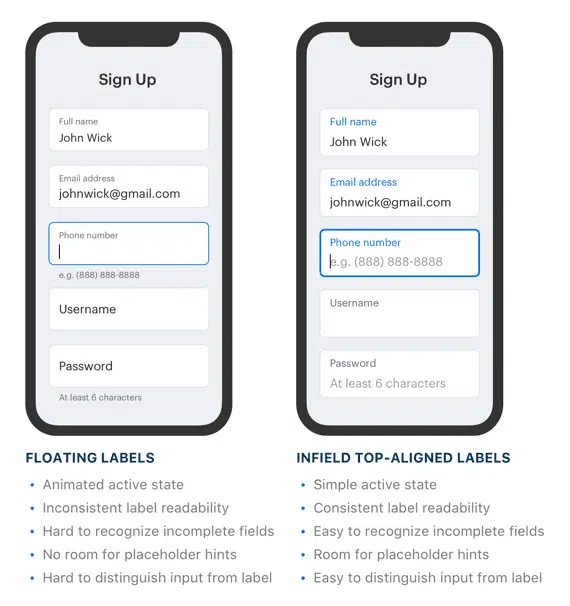 Sign Up
Full name
John Wick
Email address
johnwick@gmail.com
Phone number
e.g. (888) 888-8888
Username
Password
At least 6 characters
FLOATING LABELS
• Animated active state
• Inconsistent label readability
• Hard to recognize incomplete fields
• No room for placeholder hints
• Hard to distinguish input from label
Sign Up
Full name
John Wick
Email address
johnwick@gmail.com
Phone number
e.g. (888) 888-8888
Username
Password
At least 6 characters
INFIELD TOP-ALIGNED LABELS
• Simple active state
• Consistent label readability
• Easy to recognize incomplete fields
• Room for placeholder hints
• Easy to distinguish input from label